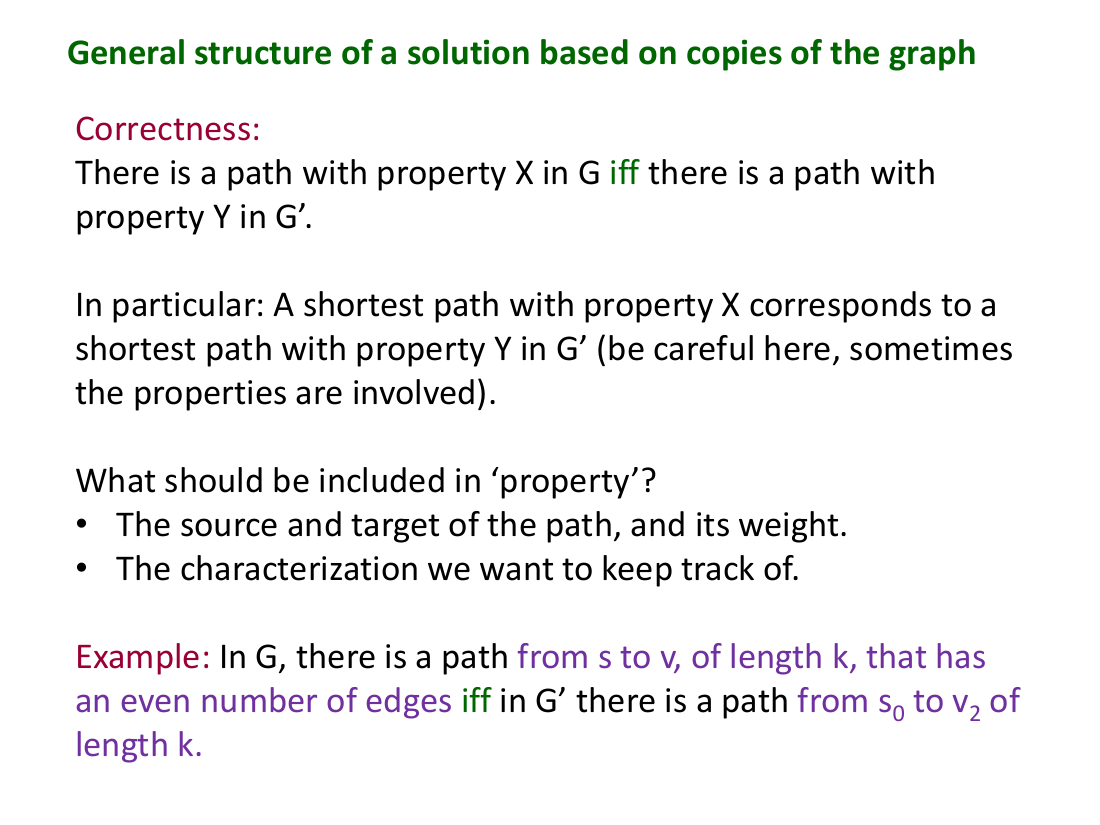 General structure of a solution based on copies of the graph
Correctness:
There is a path with property X in G iff there is a path with
property Y in G’.
In particular: A shortest path with property X corresponds to a
shortest path with property Y in G’ (be careful here, sometimes
the properties are involved).
What should be included in ‘property’?
• The source and target of the path, and its weight.
• The characterization we want to keep track of.
Example: In G, there is a path from s to v, of length k, that has
an even number of edges iff in G’ there is a path from s₀ to v₂ of
length k.